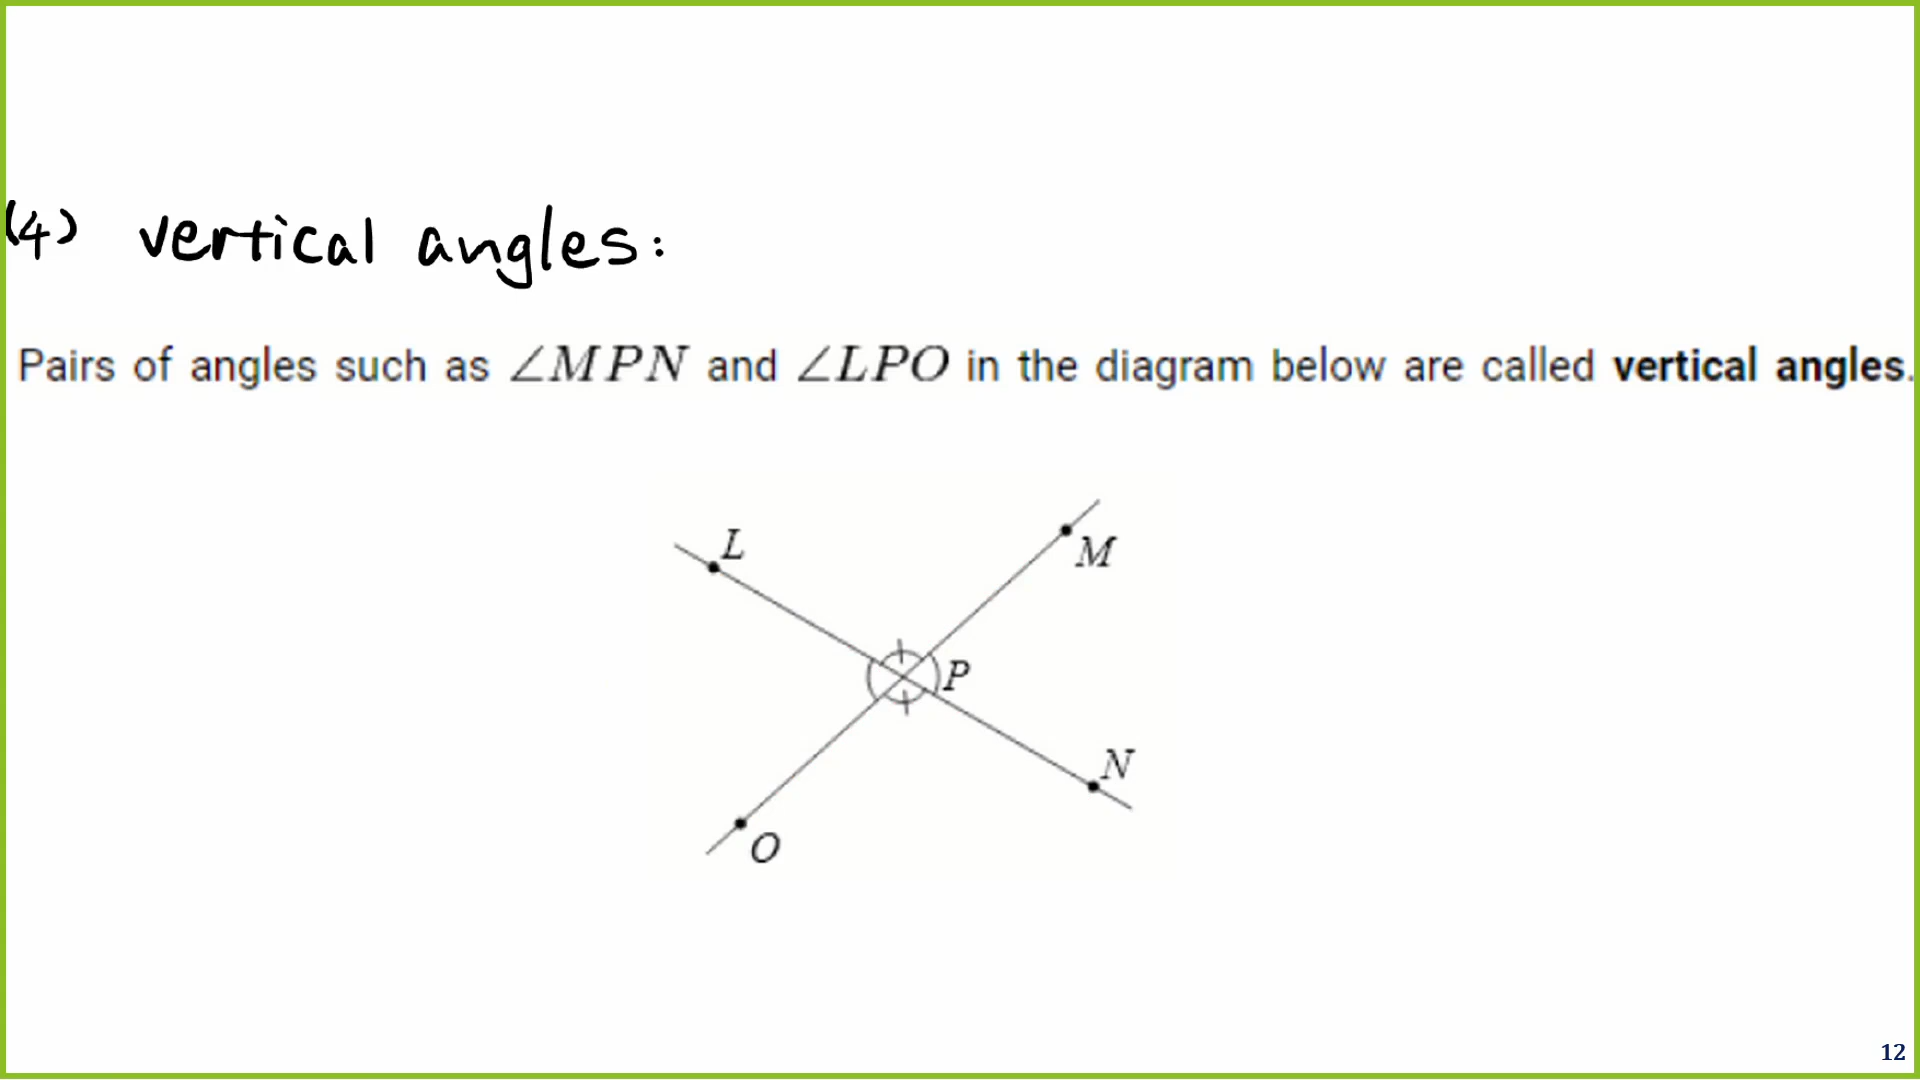 (4) vertical angles:
Pairs of angles such as ∠MPN and ∠LPO in the diagram below are called vertical angles.
L
M
P
N
O
12